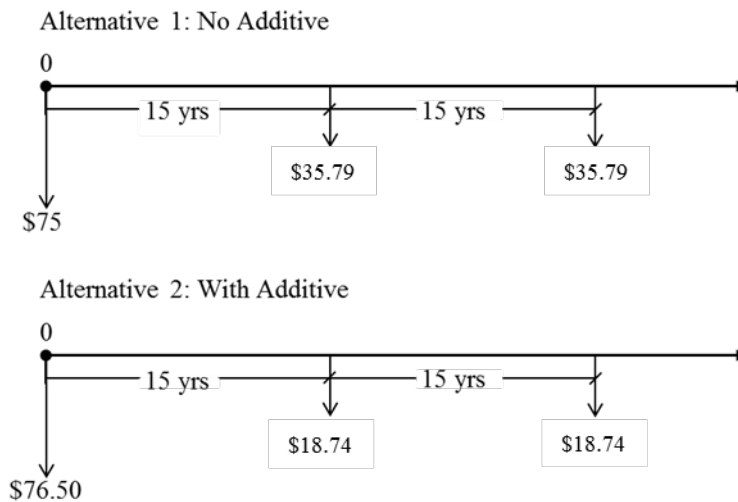 Alternative 1: No Additive
0
15 yrs 15 yrs
$35.79 $35.79
$75
Alternative 2: With Additive
0
15 yrs 15 yrs
$18.74 $18.74
$76.50